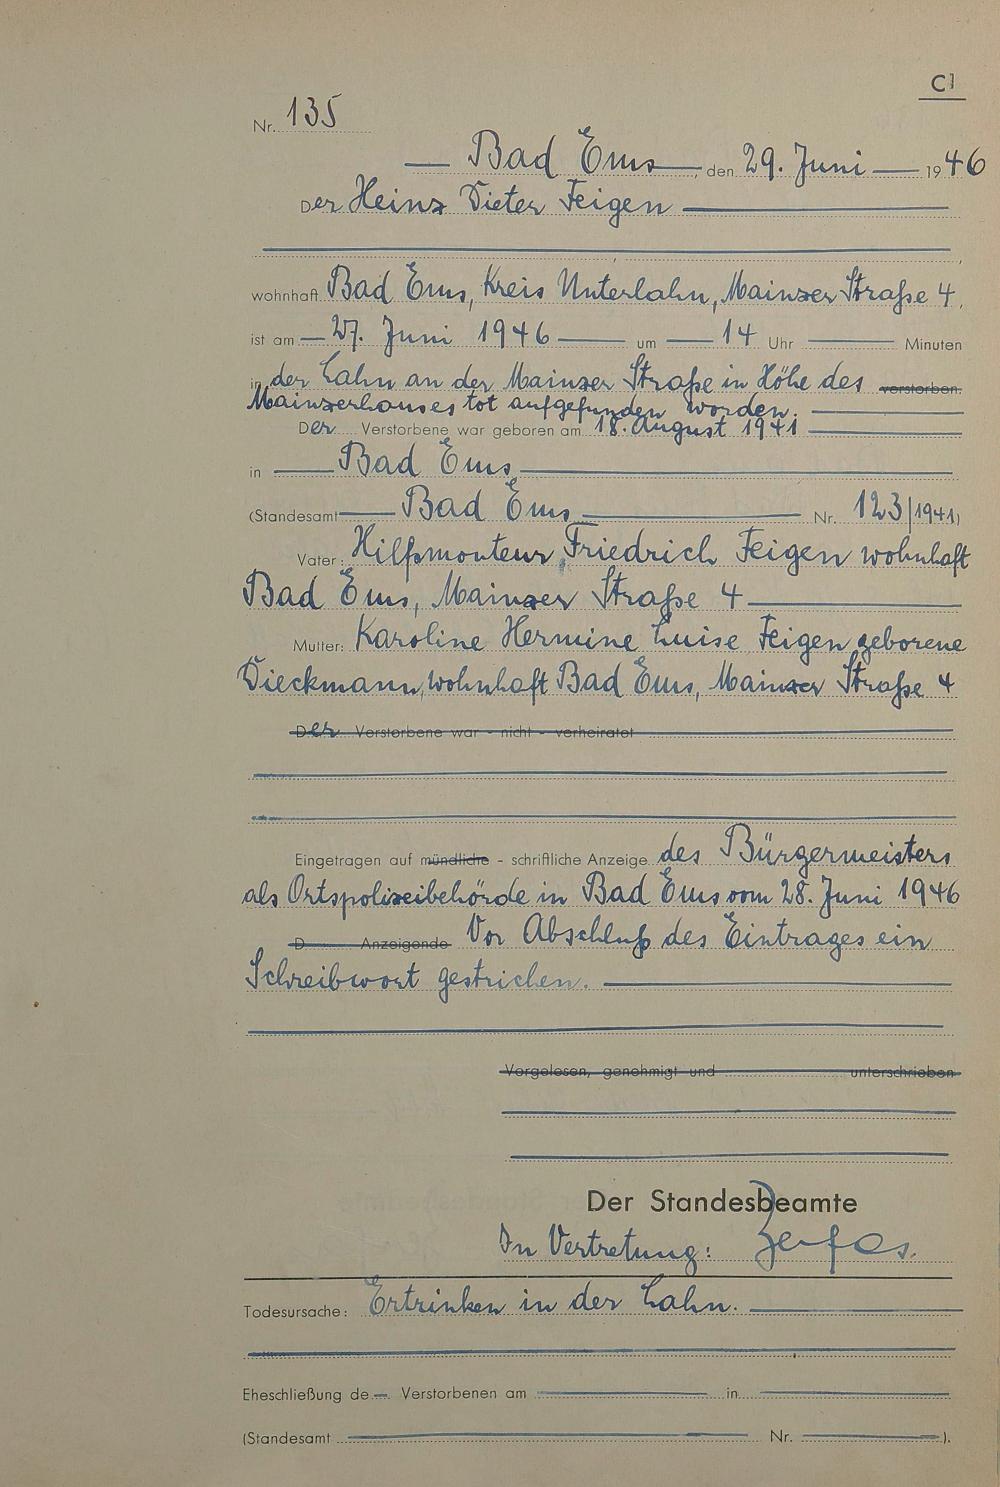 C1
Nr. 135
Bad Ems, den 29. Juni 1946
Der Heinz Dieter Feigen
wohnhaft Bad Ems, Kreis Unterlahn, Mainzer Straße 4,
ist am 27. Juni 1946 um 14 Uhr Minuten
in der Lahn an der Mainzer Straße in Höhe des verstorben.
Mainzerhauses tot aufgefunden worden.
Der Verstorbene war geboren am 18. August 1941
in Bad Ems
(Standesamt Bad Ems Nr. 123/1941)
Vater: Hilfsmonteur Friedrich Feigen wohnhaft
Bad Ems, Mainzer Straße 4
Mutter: Karoline Hermine Luise Feigen geborene
Dieckmann, wohnhaft Bad Ems, Mainzer Straße 4
Der Verstorbene war - nicht - verheiratet
Eingetragen auf mündliche - schriftliche Anzeige des Bürgermeisters
als Ortspolizeibehörde in Bad Ems vom 28. Juni 1946
D Anzeigende Vor Abschluß des Eintrages ein
Schreibwort gestrichen.
Vorgelesen, genehmigt und unterschrieben
Der Standesbeamte
In Vertretung: Zerfas.
Todesursache: Ertrinken in der Lahn.
Eheschließung de Verstorbenen am in
(Standesamt Nr. ).